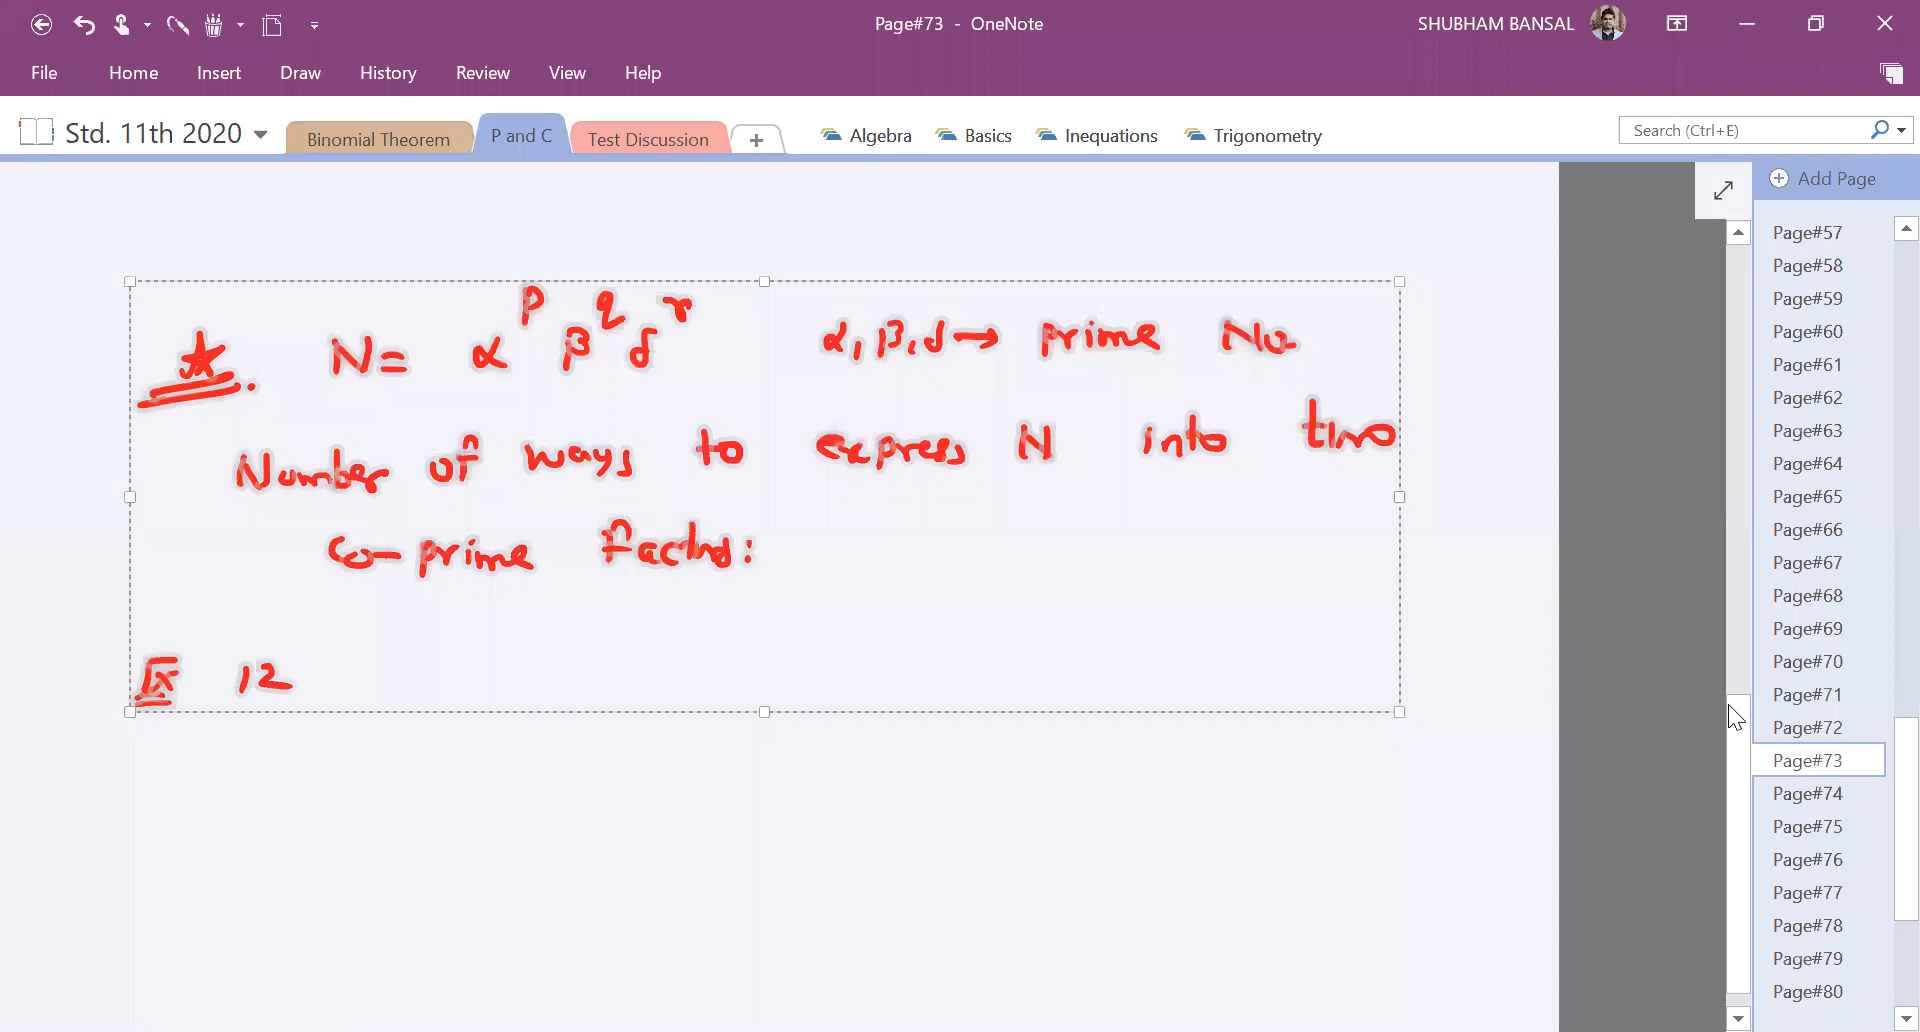 Page#73 - OneNote
SHUBHAM BANSAL
File Home Insert Draw History Review View Help
Std. 11th 2020
Binomial Theorem
P and C
Test Discussion
Algebra
Basics
Inequations
Trigonometry
Search (Ctrl+E)
Add Page
N = α^p β^q δ^r α, β, δ → prime No
Number of ways to express N into two
co-prime factors:
Ex 12
Page#57
Page#58
Page#59
Page#60
Page#61
Page#62
Page#63
Page#64
Page#65
Page#66
Page#67
Page#68
Page#69
Page#70
Page#71
Page#72
Page#73
Page#74
Page#75
Page#76
Page#77
Page#78
Page#79
Page#80